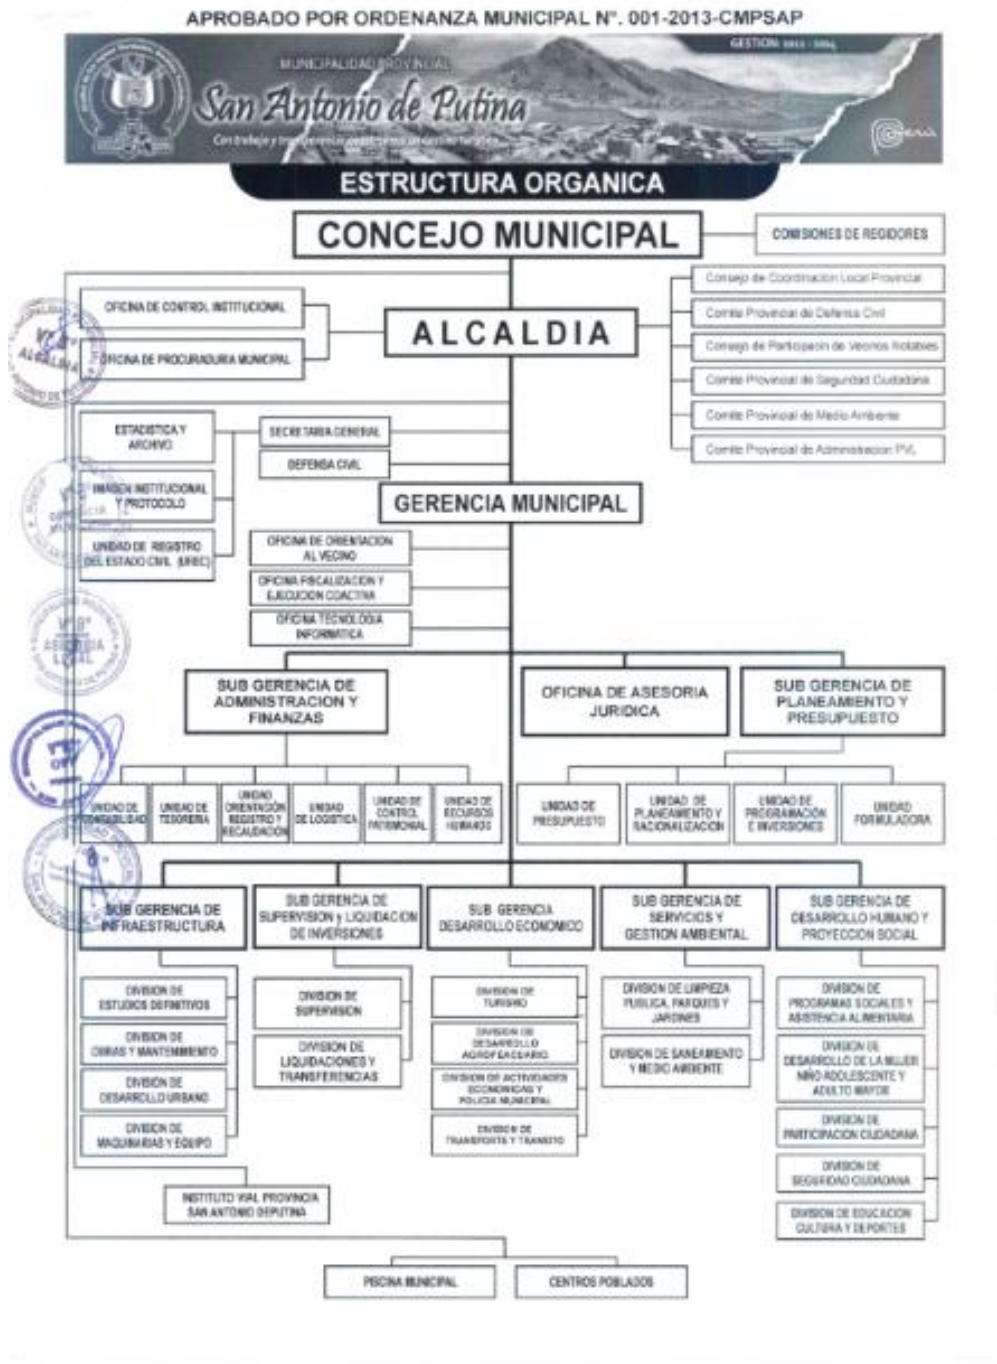 APROBADO POR ORDENANZA MUNICIPAL N°. 001-2013-CMPSAP
GESTION: 2011 - 2014
MUNICIPALIDAD PROVINCIAL
San Antonio de Putina
Con trabajo y
Perú
ESTRUCTURA ORGANICA
CONCEJO MUNICIPAL
COMISIONES DE REGIDORES
Consejo de Coordinacion Local Provincial
OFICINA DE CONTROL INSTITUCIONAL
Comite Provincial de Defensa Civil
ALCALDIA
OFICINA DE PROCURADURIA MUNICIPAL
Consejo de Participacin de Vecinos Notables
Comite Provincial de Seguridad Ciudadana
Comite Provincial de Medio Ambiente
Comite Provincial de Administracion PVL
ESTADISTICA Y
ARCHIVO
SECRETARIA GENERAL
DEFENSA CIVIL
IMAGEN INSTITUCIONAL
Y PROTOCOLO
GERENCIA MUNICIPAL
UNIDAD DE REGISTRO
DEL ESTADO CIVIL (UREC)
OFICINA DE ORIENTACION
AL VECINO
OFICINA FISCALIZACION Y
EJECUCION COACTIVA
OFICINA TECNOLOGIA
INFORMATICA
SUB GERENCIA DE
ADMINISTRACION Y
FINANZAS
OFICINA DE ASESORIA
JURIDICA
SUB GERENCIA DE
PLANEAMIENTO Y
PRESUPUESTO
UNIDAD DE
CONTABILIDAD
UNIDAD DE
TESORERIA
UNIDAD
ORIENTACIÓN
REGISTRO Y
RECAUDACION
UNIDAD
DE LOGISTICA
UNIDAD DE
CONTROL
PATRIMONIAL
UNIDAD DE
RECURSOS
HUMANOS
UNIDAD DE
PRESUPUESTO
UNIDAD DE
PLANEAMIENTO Y
RACIONALIZACION
UNIDAD DE
PROGRAMACIÓN
E INVERSIONES
UNIDAD
FORMULADORA
SUB GERENCIA DE
INFRAESTRUCTURA
SUB GERENCIA DE
SUPERVISION y LIQUIDACION
DE INVERSIONES
SUB GERENCIA
DESARROLLO ECONOMICO
SUB GERENCIA DE
SERVICIOS Y
GESTION AMBIENTAL
SUB GERENCIA DE
DESARROLLO HUMANO Y
PROYECCION SOCIAL
DIVISION DE
ESTUDIOS DEFINITIVOS
DIVISION DE
OBRAS Y MANTENIMIENTO
DIVISION DE
DESARROLLO URBANO
DIVISION DE
MAQUINARIAS Y EQUIPO
DIVISION DE
SUPERVISION
DIVISION DE
LIQUIDACIONES Y
TRANSFERENCIAS
DIVISION DE
TURISMO
DIVISION DE
DESARROLLO
AGROPEACUARIO
DIVISION DE ACTIVIDADES
ECONOMICAS Y
POLICIA MUNICIPAL
DIVISION DE
TRANSPORTE Y TRANSITO
DIVISION DE LIMPIEZA
PUBLICA, PARQUES Y
JARDINES
DIVISION DE SANEAMIENTO
Y MEDIO AMBIENTE
DIVISION DE
PROGRAMAS SOCIALES Y
ASISTENCIA ALIMENTARIA
DIVISION DE
DESARROLLO DE LA MUJER
NIÑO ADOLESCENTE Y
ADULTO MAYOR
DIVISION DE
PARTICIPACION CIUDADANA
DIVISION DE
SEGURIDAD CIUDADANA
DIVISION DE EDUCACION
CULTURA Y DEPORTES
INSTITUTO VIAL PROVINCIA
SAN ANTONIO DEPUTINA
PISCINA MUNICIPAL
CENTROS POBLADOS